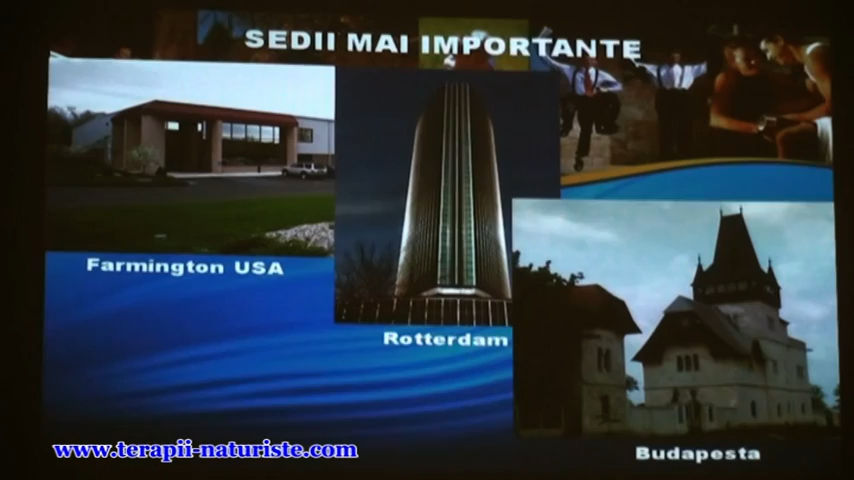 SEDII MAI IMPORTANTE
Farmington USA
Rotterdam
Budapesta
www.terapii-naturiste.com